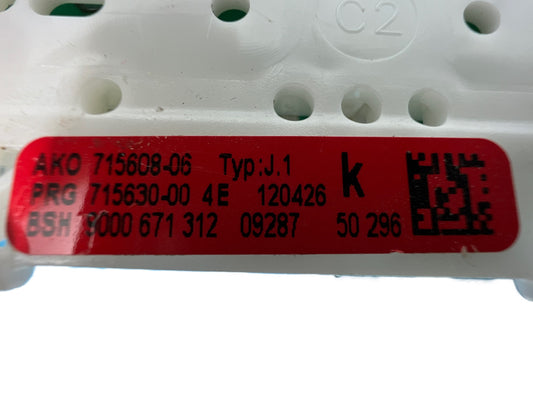 C2
AKO 715608-06 Typ:J.1 k
PRG 715630-00 4E 120426
BSH 9000 671 312 09287 50 296